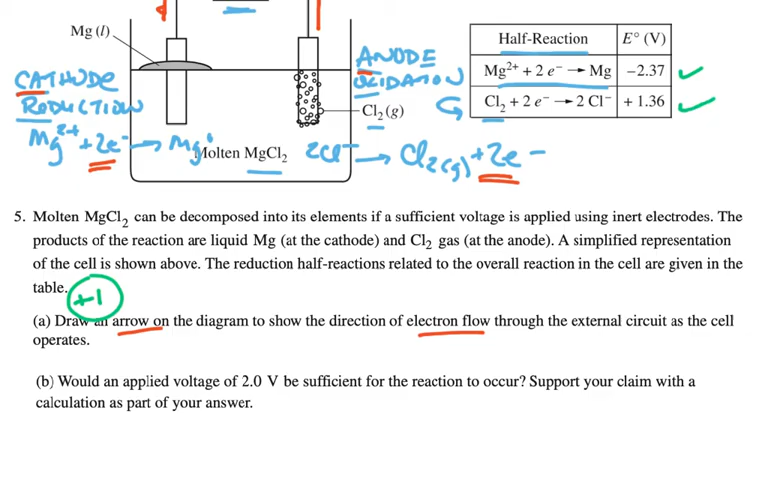 Mg (l)
ANODE
OXIDATION
CATHODE
REDUCTION
Mg²⁺ +2e⁻ → Mg
Cl₂(g)
Molten MgCl₂
2Cl⁻ → Cl₂(g) +2e⁻
Half-Reaction E° (V)
Mg²⁺ + 2 e⁻ → Mg −2.37
Cl₂ + 2 e⁻ → 2 Cl⁻ + 1.36
5. Molten MgCl₂ can be decomposed into its elements if a sufficient voltage is applied using inert electrodes. The
products of the reaction are liquid Mg (at the cathode) and Cl₂ gas (at the anode). A simplified representation
of the cell is shown above. The reduction half-reactions related to the overall reaction in the cell are given in the
table.
+1
(a) Draw an arrow on the diagram to show the direction of electron flow through the external circuit as the cell
operates.
(b) Would an applied voltage of 2.0 V be sufficient for the reaction to occur? Support your claim with a
calculation as part of your answer.